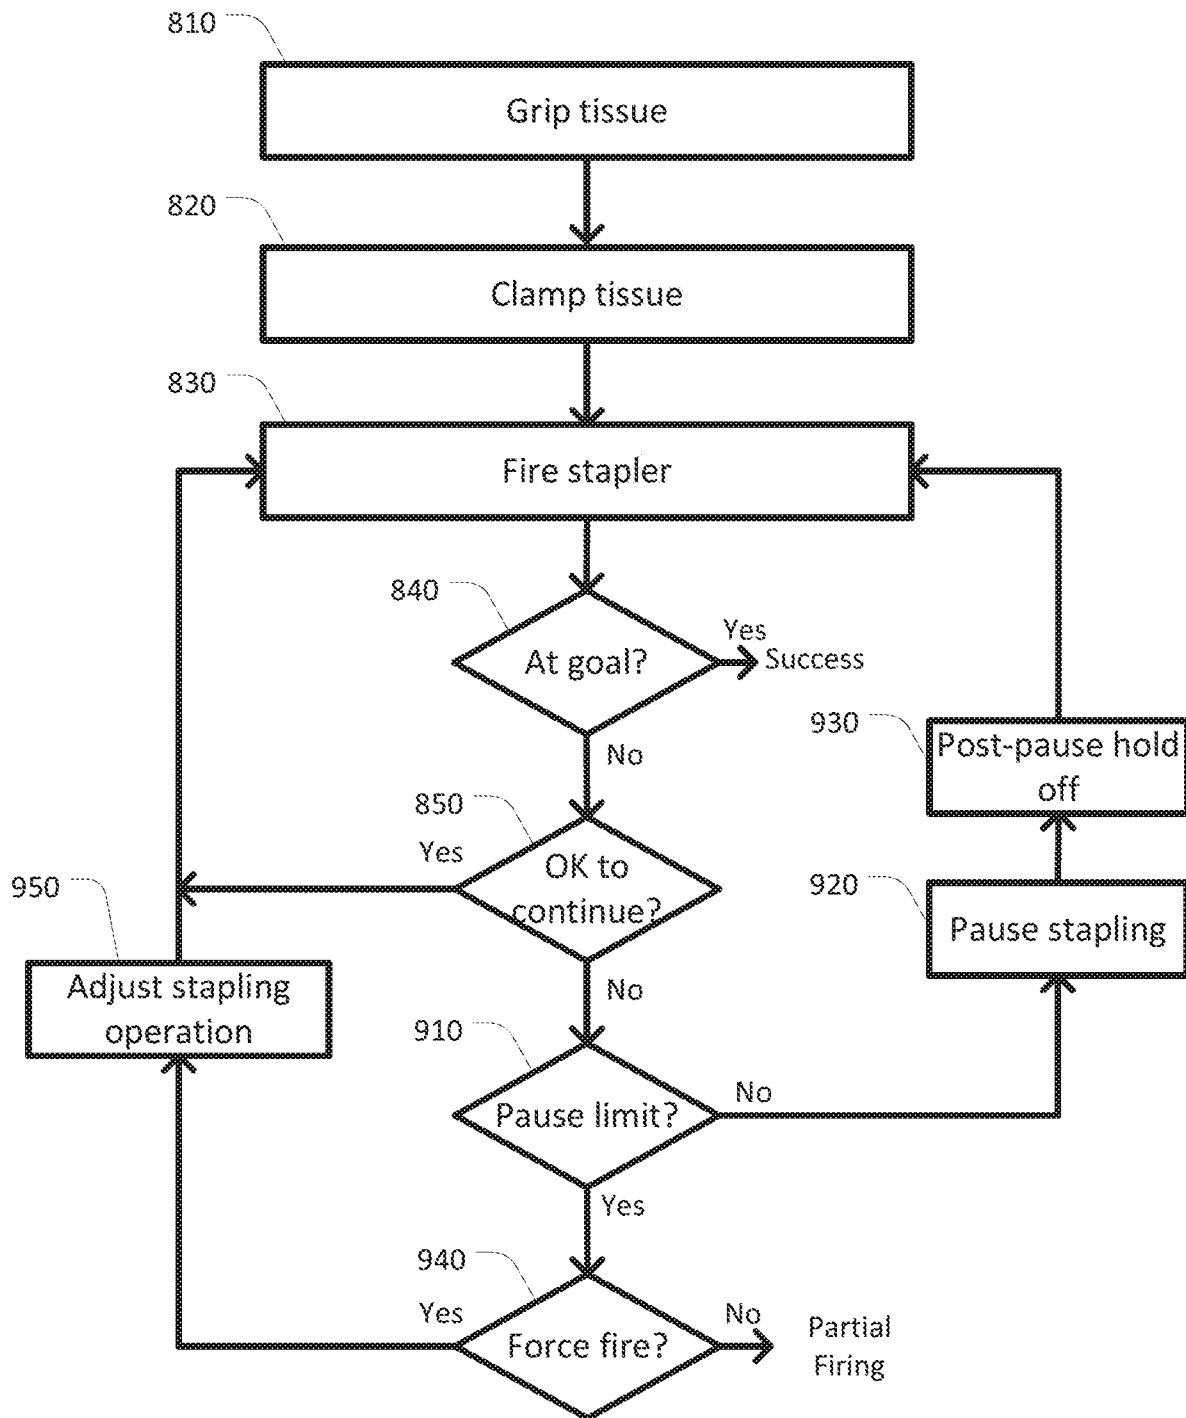 810
Grip tissue
820
Clamp tissue
830
Fire stapler
840
At goal?
Yes
Success
No
930
Post-pause hold
off
850
Yes
OK to
continue?
950
920
Pause stapling
Adjust stapling
operation
No
910
Pause limit?
No
Yes
940
Yes
Force fire?
No
Partial
Firing